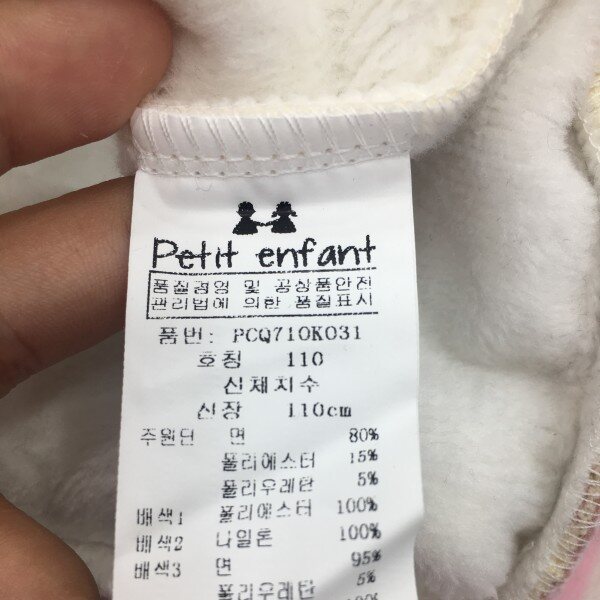 Petit enfant
품질경영 및 공상품안전
관리법에 의한 품질표시
품번: PCQ710K031
호칭 110
신체지수
신장 110cm
주원단 면 80%
폴리에스터 15%
폴리우레탄 5%
배색1 폴리에스터 100%
배색2 나일론 100%
배색3 면 95%
폴리우레탄 5%